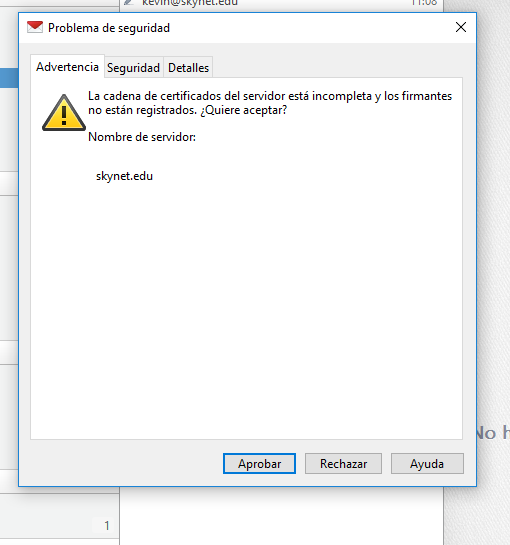 kevin@skynet.edu 11:08
Problema de seguridad
Advertencia Seguridad Detalles
La cadena de certificados del servidor está incompleta y los firmantes
no están registrados. ¿Quiere aceptar?
Nombre de servidor:
skynet.edu
No h
Aprobar Rechazar Ayuda
1